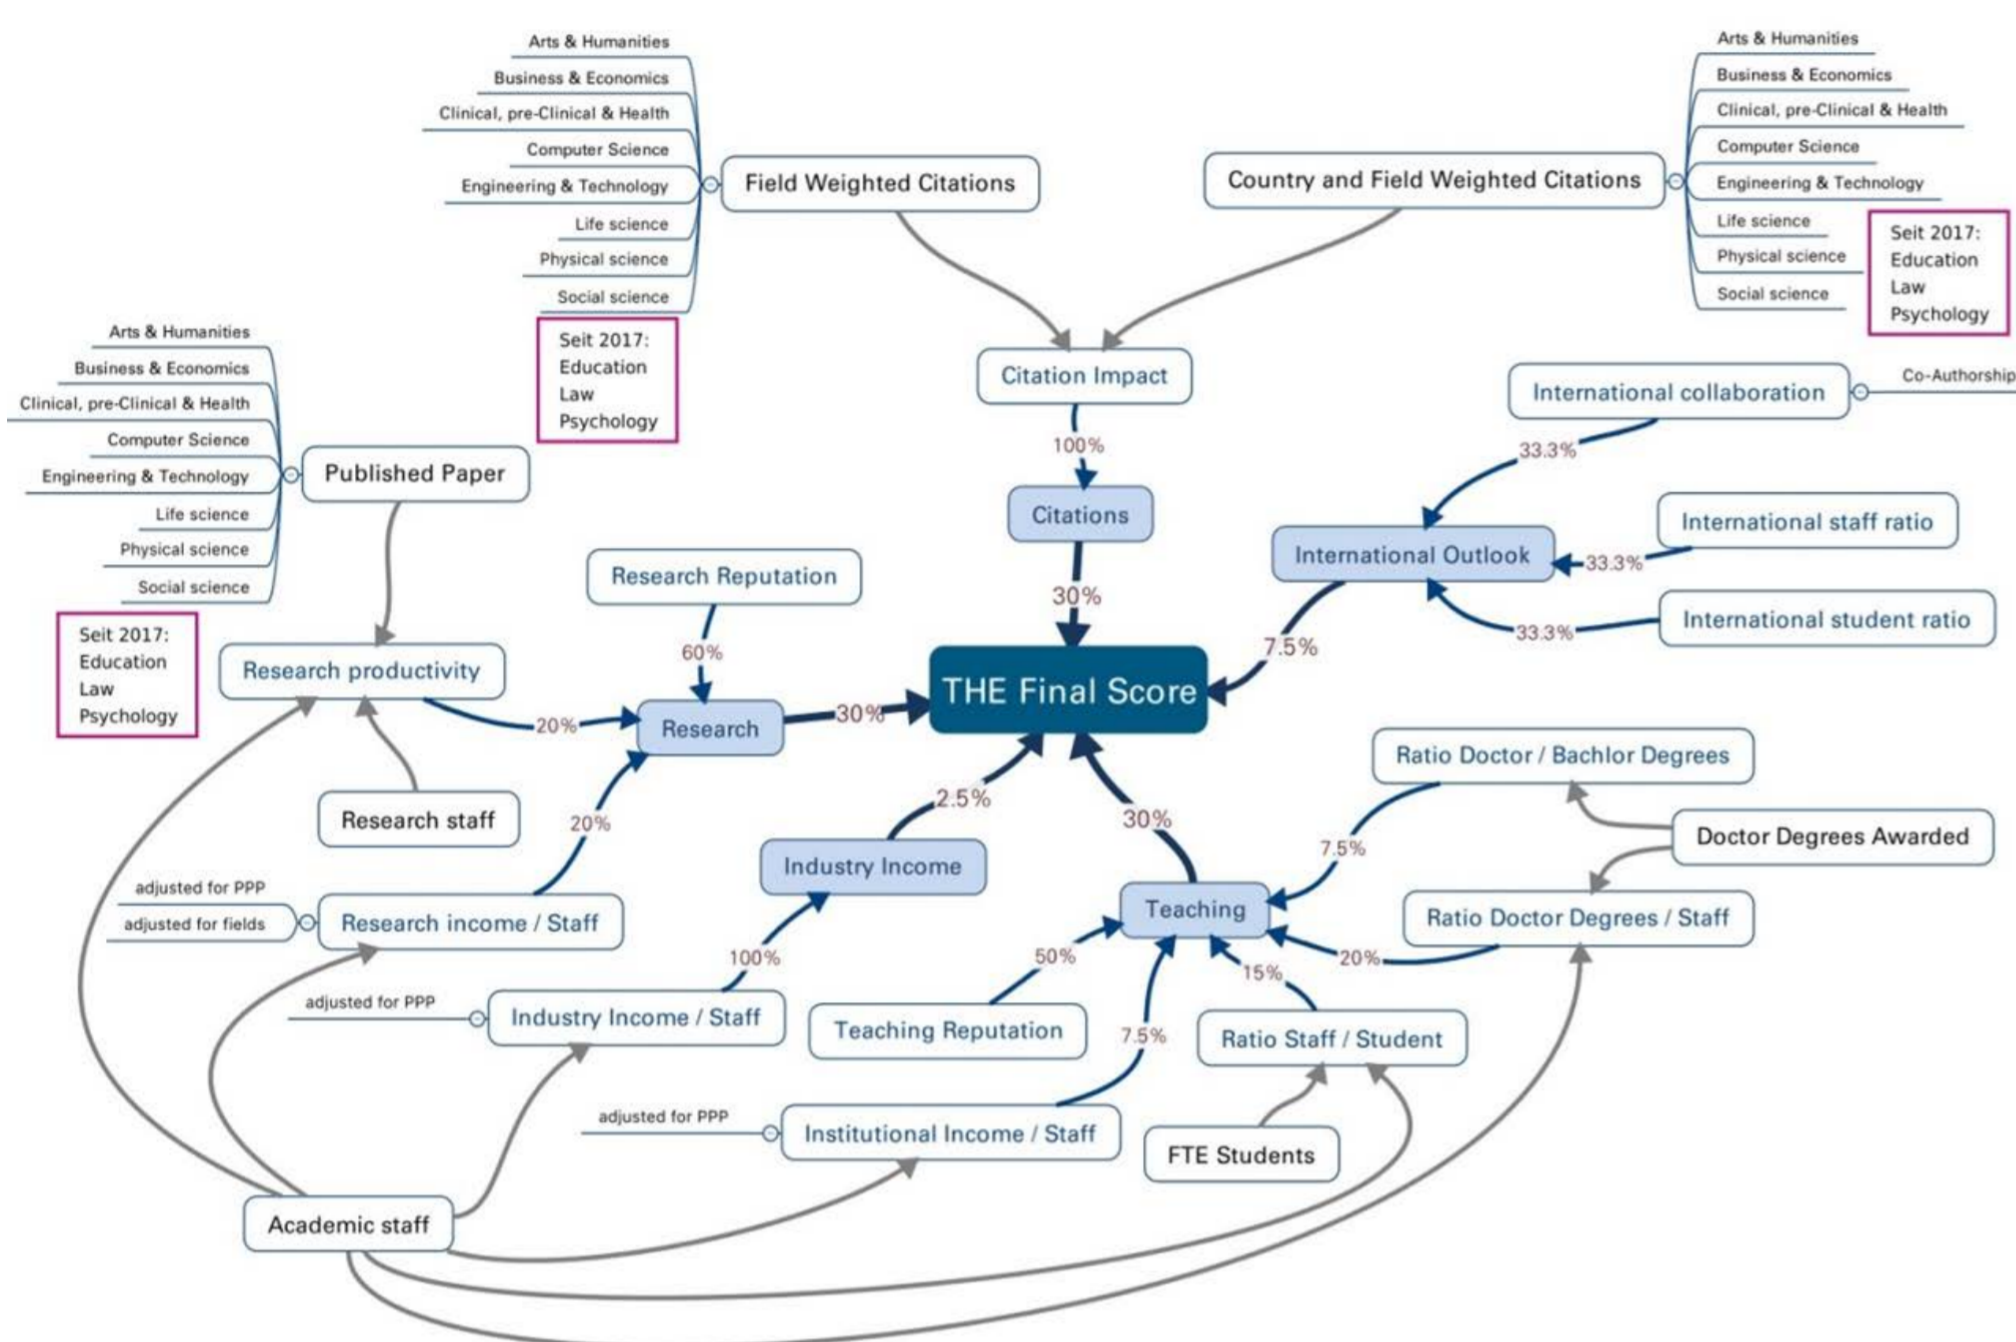 Arts & Humanities
Business & Economics
Clinical, pre-Clinical & Health
Computer Science
Engineering & Technology
Life science
Physical science
Social science
Field Weighted Citations
Seit 2017:
Education
Law
Psychology
Country and Field Weighted Citations
Arts & Humanities
Business & Economics
Clinical, pre-Clinical & Health
Computer Science
Engineering & Technology
Life science
Physical science
Social science
Seit 2017:
Education
Law
Psychology
Arts & Humanities
Business & Economics
Clinical, pre-Clinical & Health
Computer Science
Engineering & Technology
Life science
Physical science
Social science
Published Paper
Seit 2017:
Education
Law
Psychology
Citation Impact
100%
Citations
30%
International collaboration
Co-Authorship
33.3%
International staff ratio
International Outlook
33.3%
International student ratio
33.3%
7.5%
Research Reputation
60%
Research productivity
20%
Research
30%
THE Final Score
Research staff
20%
2.5%
30%
Ratio Doctor / Bachlor Degrees
7.5%
Doctor Degrees Awarded
Industry Income
Teaching
Ratio Doctor Degrees / Staff
adjusted for PPP
adjusted for fields
Research income / Staff
100%
50%
15%
20%
adjusted for PPP
Industry Income / Staff
Teaching Reputation
7.5%
Ratio Staff / Student
adjusted for PPP
Institutional Income / Staff
FTE Students
Academic staff